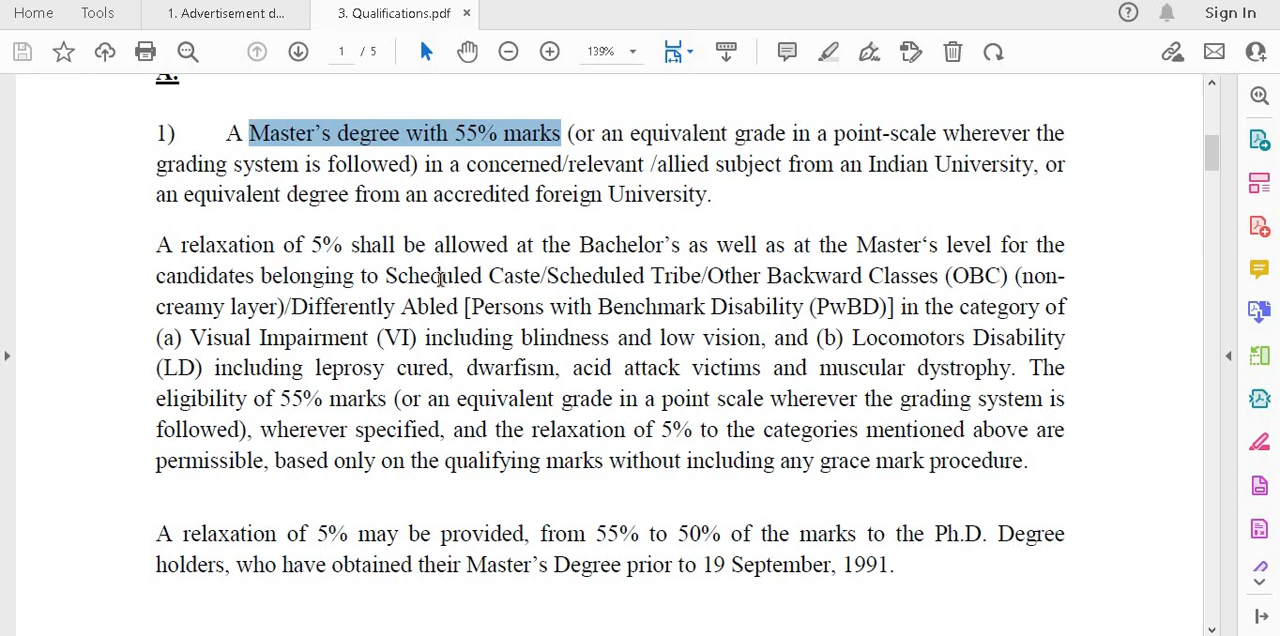 Home Tools 1. Advertisement d... 3. Qualifications.pdf × Sign In
1 / 5 139%
A.
1) A Master’s degree with 55% marks (or an equivalent grade in a point-scale wherever the
grading system is followed) in a concerned/relevant /allied subject from an Indian University, or
an equivalent degree from an accredited foreign University.
A relaxation of 5% shall be allowed at the Bachelor’s as well as at the Master‘s level for the
candidates belonging to Scheduled Caste/Scheduled Tribe/Other Backward Classes (OBC) (non-
creamy layer)/Differently Abled [Persons with Benchmark Disability (PwBD)] in the category of
(a) Visual Impairment (VI) including blindness and low vision, and (b) Locomotors Disability
(LD) including leprosy cured, dwarfism, acid attack victims and muscular dystrophy. The
eligibility of 55% marks (or an equivalent grade in a point scale wherever the grading system is
followed), wherever specified, and the relaxation of 5% to the categories mentioned above are
permissible, based only on the qualifying marks without including any grace mark procedure.
A relaxation of 5% may be provided, from 55% to 50% of the marks to the Ph.D. Degree
holders, who have obtained their Master’s Degree prior to 19 September, 1991.